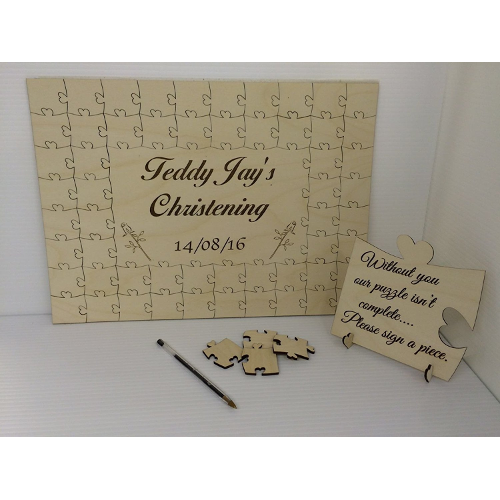 Teddy Jay's
Christening
14/08/16
Without you
our puzzle isn't
complete....
Please sign a piece.